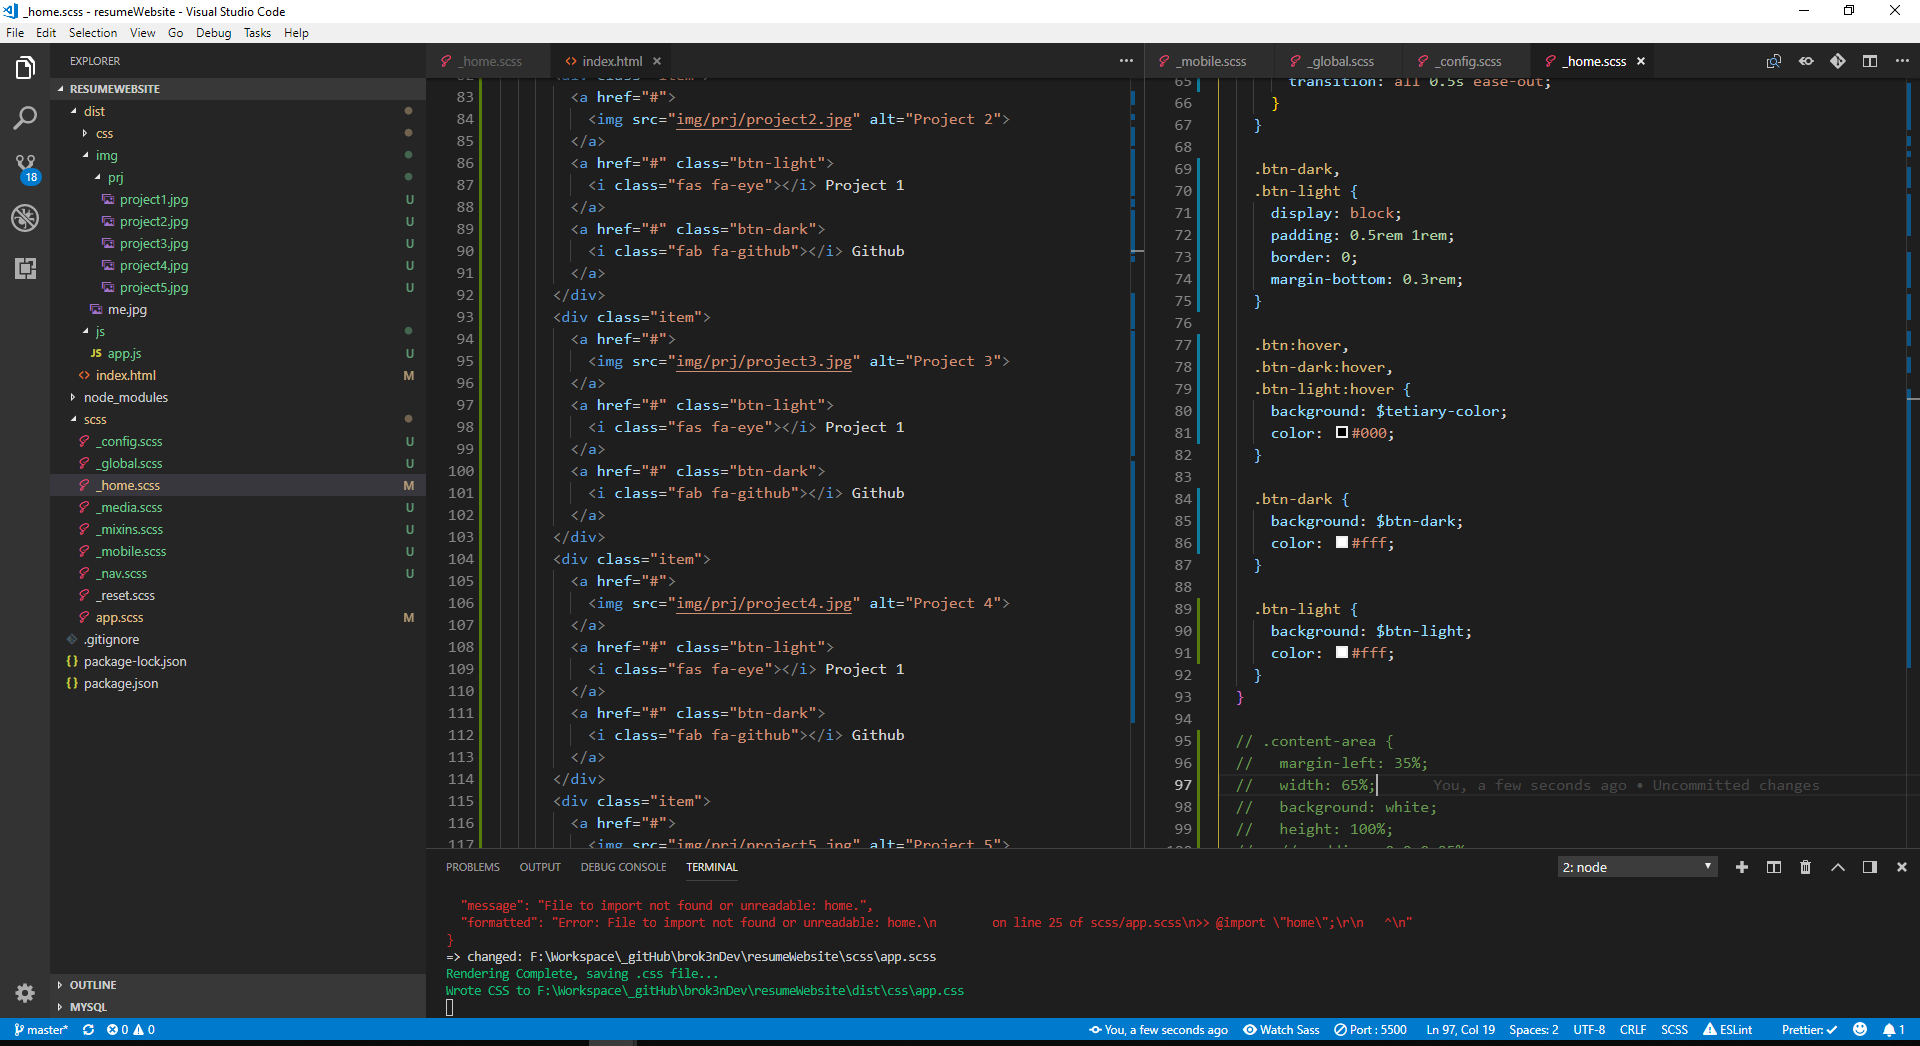 _home.scss - resumeWebsite - Visual Studio Code
File Edit Selection View Go Debug Tasks Help
EXPLORER
RESUMEWEBSITE
dist
css
img
prj
project1.jpg U
project2.jpg U
project3.jpg U
project4.jpg U
project5.jpg U
me.jpg
js
JS app.js U
<> index.html M
node_modules
scss
_config.scss U
_global.scss U
_home.scss M
_media.scss U
_mixins.scss U
_mobile.scss U
_nav.scss U
_reset.scss
app.scss M
.gitignore
{} package-lock.json
{} package.json
OUTLINE
MYSQL
18
_home.scss <> index.html ×
82 <div class="item">
83 <a href="#">
84 <img src="img/prj/project2.jpg" alt="Project 2">
85 </a>
86 <a href="#" class="btn-light">
87 <i class="fas fa-eye"></i> Project 1
88 </a>
89 <a href="#" class="btn-dark">
90 <i class="fab fa-github"></i> Github
91 </a>
92 </div>
93 <div class="item">
94 <a href="#">
95 <img src="img/prj/project3.jpg" alt="Project 3">
96 </a>
97 <a href="#" class="btn-light">
98 <i class="fas fa-eye"></i> Project 1
99 </a>
100 <a href="#" class="btn-dark">
101 <i class="fab fa-github"></i> Github
102 </a>
103 </div>
104 <div class="item">
105 <a href="#">
106 <img src="img/prj/project4.jpg" alt="Project 4">
107 </a>
108 <a href="#" class="btn-light">
109 <i class="fas fa-eye"></i> Project 1
110 </a>
111 <a href="#" class="btn-dark">
112 <i class="fab fa-github"></i> Github
113 </a>
114 </div>
115 <div class="item">
116 <a href="#">
117 <img src="img/prj/project5.jpg" alt="Project 5">
_mobile.scss _global.scss _config.scss _home.scss ×
65 transition: all 0.5s ease-out;
66 }
67 }
68
69 .btn-dark,
70 .btn-light {
71 display: block;
72 padding: 0.5rem 1rem;
73 border: 0;
74 margin-bottom: 0.3rem;
75 }
76
77 .btn:hover,
78 .btn-dark:hover,
79 .btn-light:hover {
80 background: $tetiary-color;
81 color: #000;
82 }
83
84 .btn-dark {
85 background: $btn-dark;
86 color: #fff;
87 }
88
89 .btn-light {
90 background: $btn-light;
91 color: #fff;
92 }
93 }
94
95 // .content-area {
96 // margin-left: 35%;
97 // width: 65%; You, a few seconds ago • Uncommitted changes
98 // background: white;
99 // height: 100%;
PROBLEMS OUTPUT DEBUG CONSOLE TERMINAL 2: node
"message": "File to import not found or unreadable: home.",
"formatted": "Error: File to import not found or unreadable: home.\n on line 25 of scss/app.scss\n>> @import \"home\";\r\n ^\n"
}
=> changed: F:\Workspace\_gitHub\brok3nDev\resumeWebsite\scss\app.scss
Rendering Complete, saving .css file...
Wrote CSS to F:\Workspace\_gitHub\brok3nDev\resumeWebsite\dist\css\app.css
master* 0 0 You, a few seconds ago Watch Sass Port : 5500 Ln 97, Col 19 Spaces: 2 UTF-8 CRLF SCSS ESLint Prettier: ✓ 1